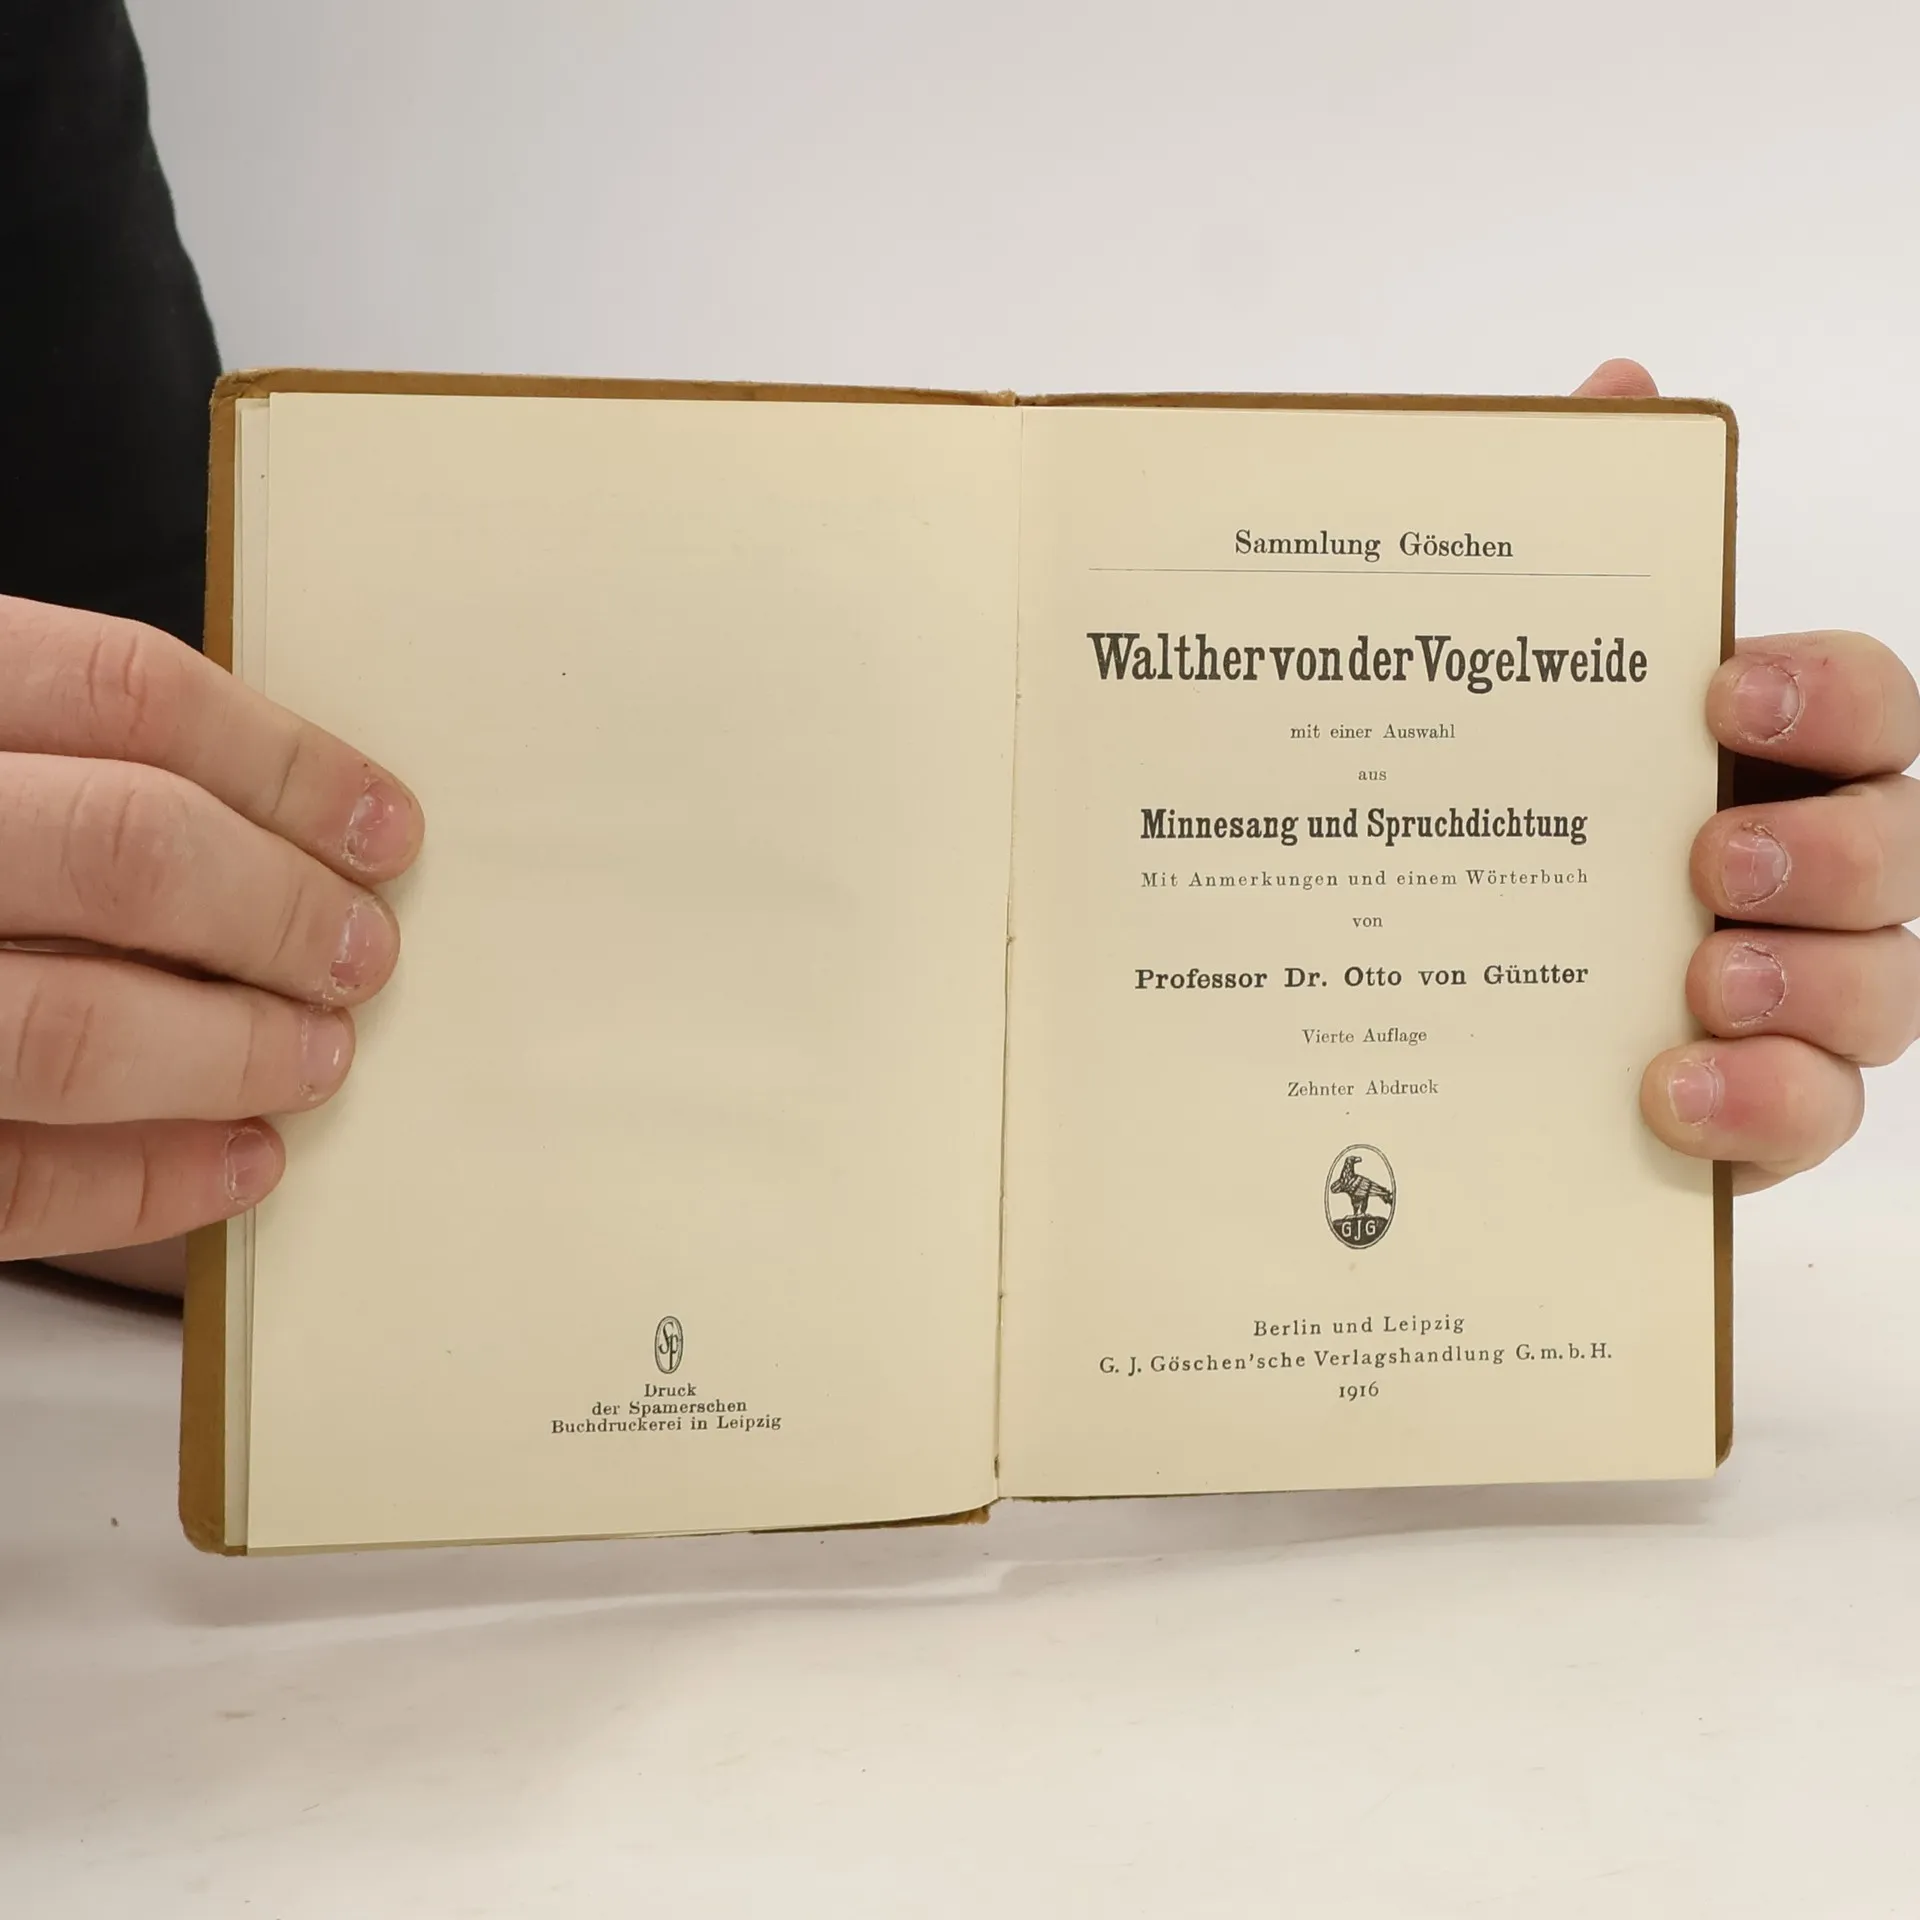 Sp
Druck
der Spamerschen
Buchdruckerei in Leipzig
Sammlung Göschen
Walther von der Vogelweide
mit einer Auswahl
aus
Minnesang und Spruchdichtung
Mit Anmerkungen und einem Wörterbuch
von
Professor Dr. Otto von Güntter
Vierte Auflage
Zehnter Abdruck
GJG
Berlin und Leipzig
G. J. Göschen'sche Verlagshandlung G.m.b.H.
1916